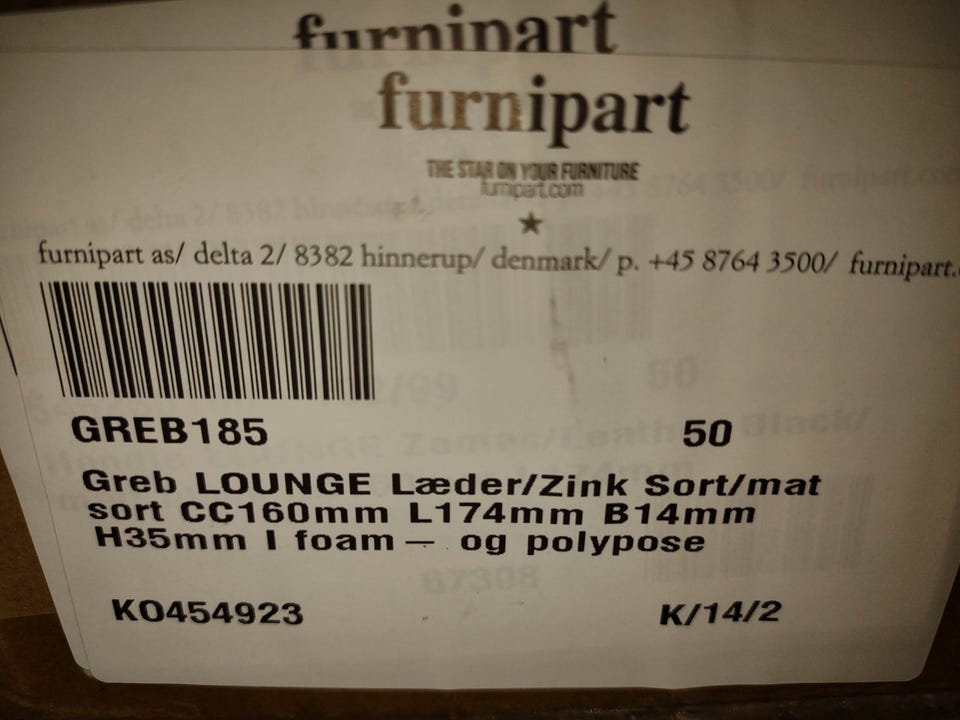 furnipart
furnipart
THE STAR ON YOUR FURNITURE
furnipart.com
furnipart as/ delta 2/ 8382 hinnerup/ denmark/ p. +45 8764 3500/ furnipart.
GREB185 50
Greb LOUNGE Læder/Zink Sort/mat
sort CC160mm L174mm B14mm
H35mm I foam – og polypose
KO454923 K/14/2